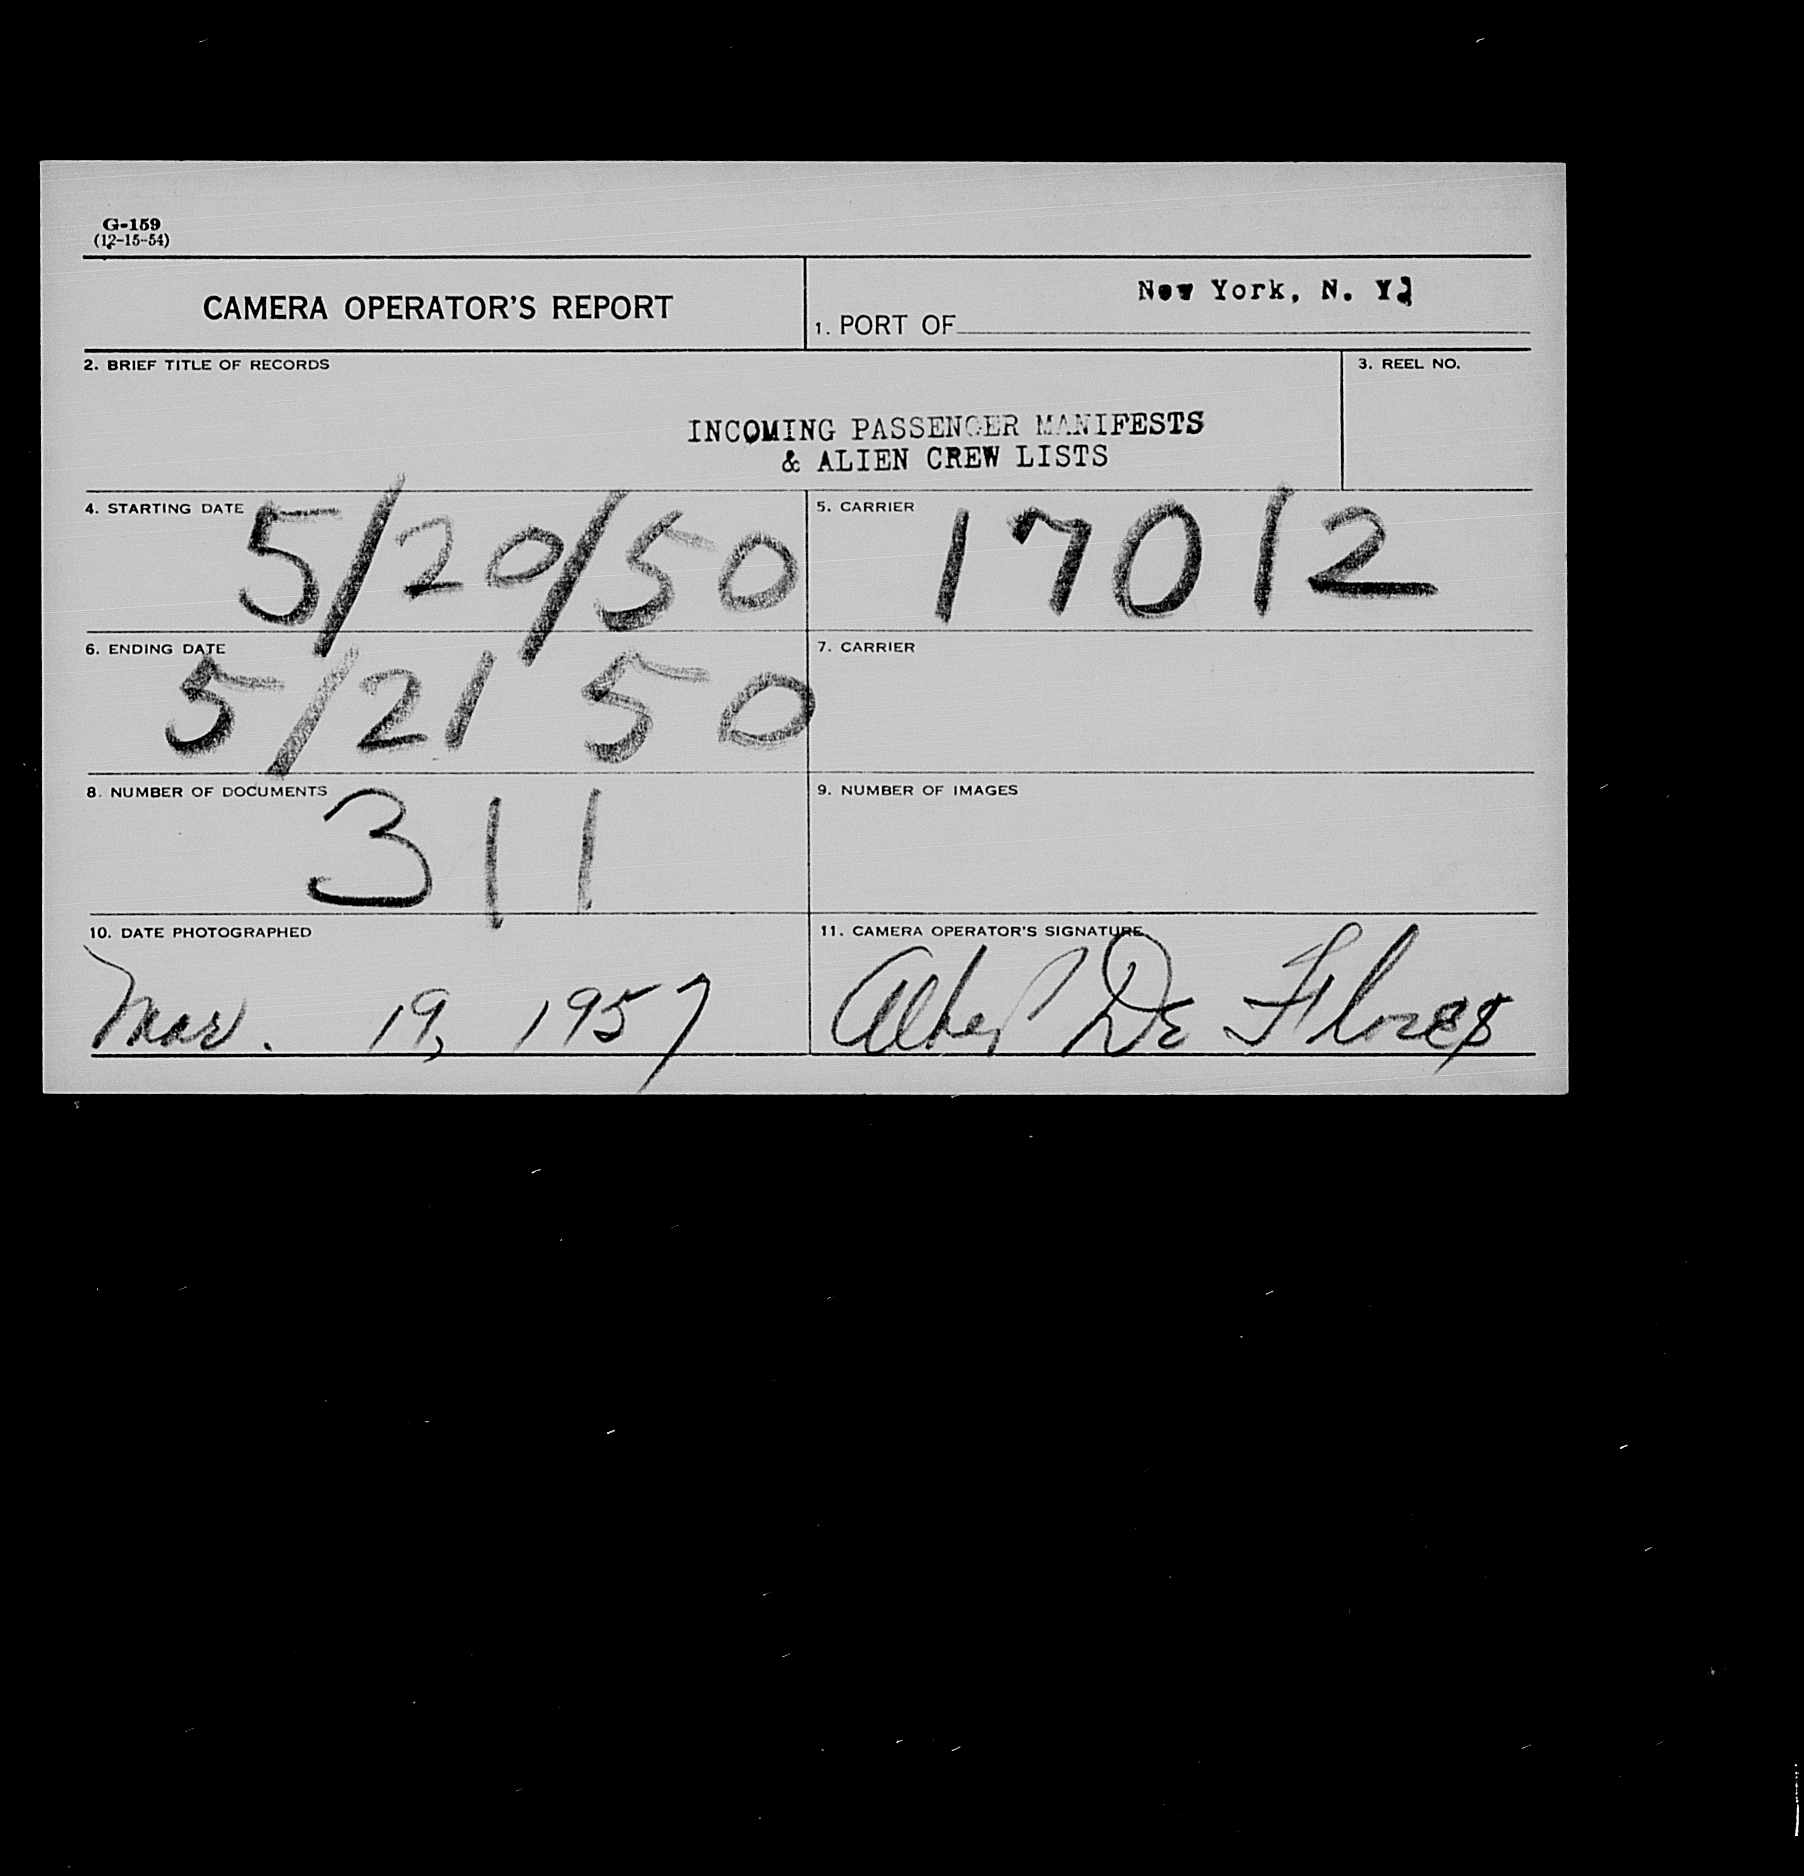 G-159
(12-15-54)
CAMERA OPERATOR'S REPORT
1. PORT OF New York, N. Y.
2. BRIEF TITLE OF RECORDS
3. REEL NO.
INCOMING PASSENGER MANIFESTS
& ALIEN CREW LISTS
4. STARTING DATE 5/20/50
5. CARRIER 17012
6. ENDING DATE 5/21 50
7. CARRIER
8. NUMBER OF DOCUMENTS 311
9. NUMBER OF IMAGES
10. DATE PHOTOGRAPHED
Mar. 19, 1957
11. CAMERA OPERATOR'S SIGNATURE
Albert De Flores